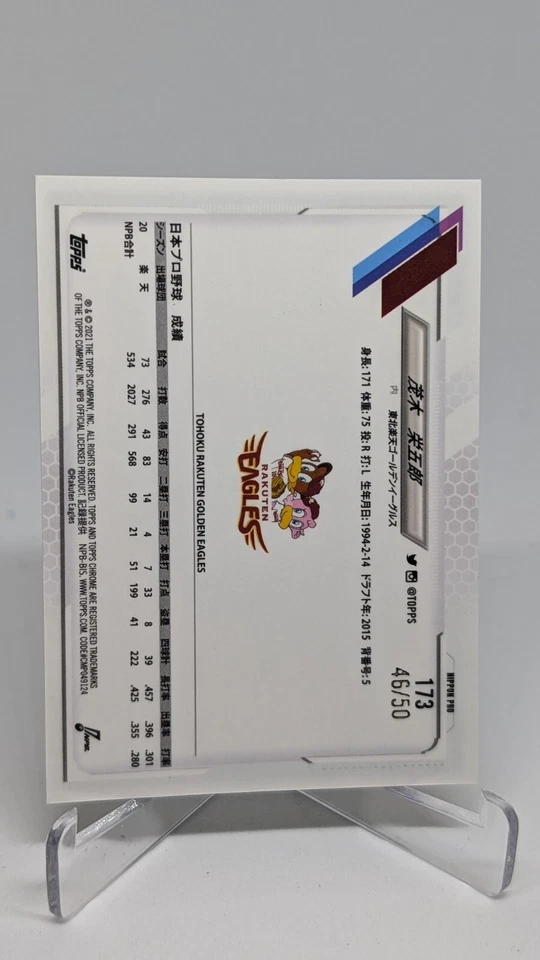 NIPPON PRO
173
46/50
茂木 栄五郎
@TOPPS
内 東北楽天ゴールデンイーグルス
身長: 171 体重: 75 投: R 打: L 生年月日: 1994-2-14 ドラフト年: 2015 背番号: 5
RAKUTEN
EAGLES
TOHOKU RAKUTEN GOLDEN EAGLES
日本プロ野球 成績
シーズン 出場球団 試合 打数 得点 安打 二塁打 三塁打 本塁打 打点 盗塁 四球計 長打率 出塁率 打率
20 楽天 73 276 43 83 14 4 7 33 8 39 .457 .396 .301
NPB合計 534 2027 291 568 99 21 51 199 41 222 .425 .355 .280
topps
® & © 2021 THE TOPPS COMPANY, INC. ALL RIGHTS RESERVED. TOPPS AND TOPPS CHROME ARE REGISTERED TRADEMARKS
OF THE TOPPS COMPANY, INC. NPB OFFICIAL LICENSED PRODUCT. 記録提供 NPB-BIS. WWW.TOPPS.COM. CODE#CMP049124
©Rakuten Eagles